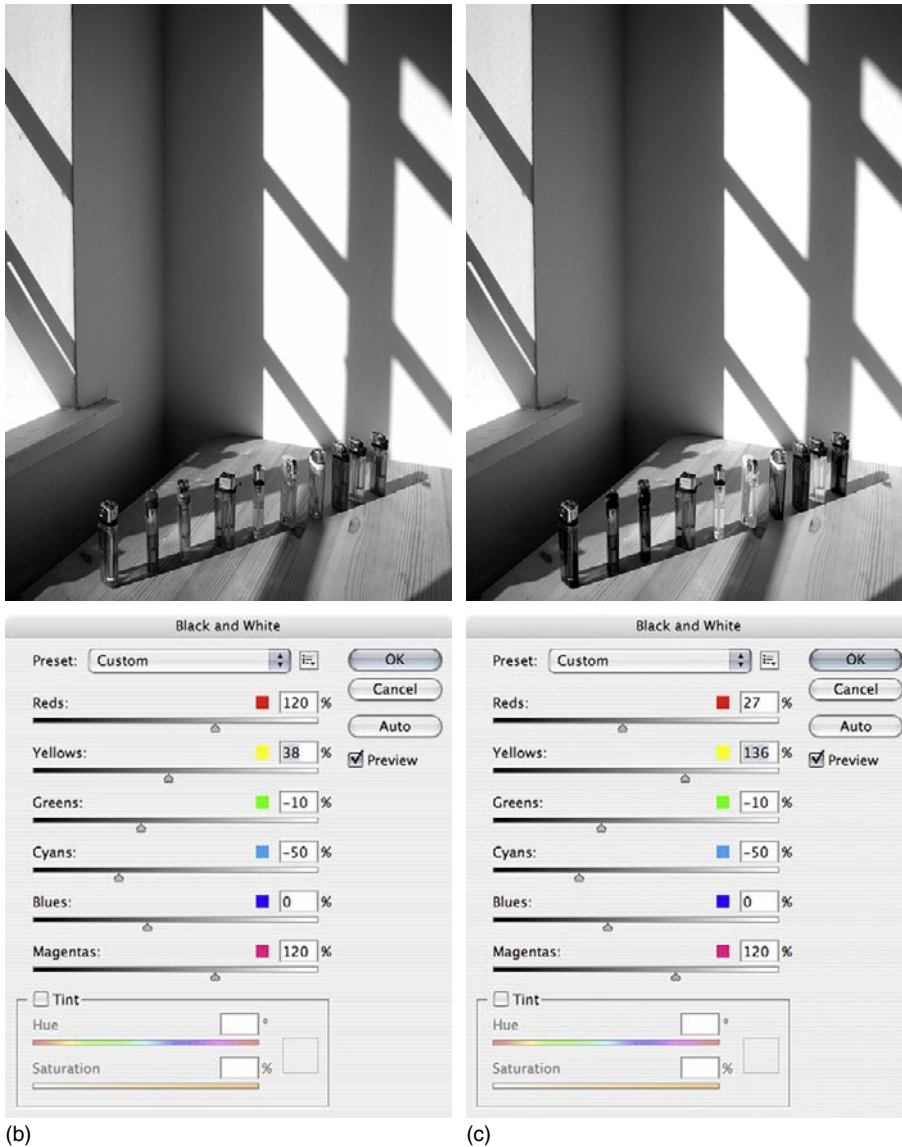 Black and White
Preset: Custom
OK
Cancel
Auto
Preview
Reds: 120 %
Yellows: 38 %
Greens: -10 %
Cyans: -50 %
Blues: 0 %
Magentas: 120 %
Tint
Hue °
Saturation %
(b)
Black and White
Preset: Custom
OK
Cancel
Auto
Preview
Reds: 27 %
Yellows: 136 %
Greens: -10 %
Cyans: -50 %
Blues: 0 %
Magentas: 120 %
Tint
Hue °
Saturation %
(c)